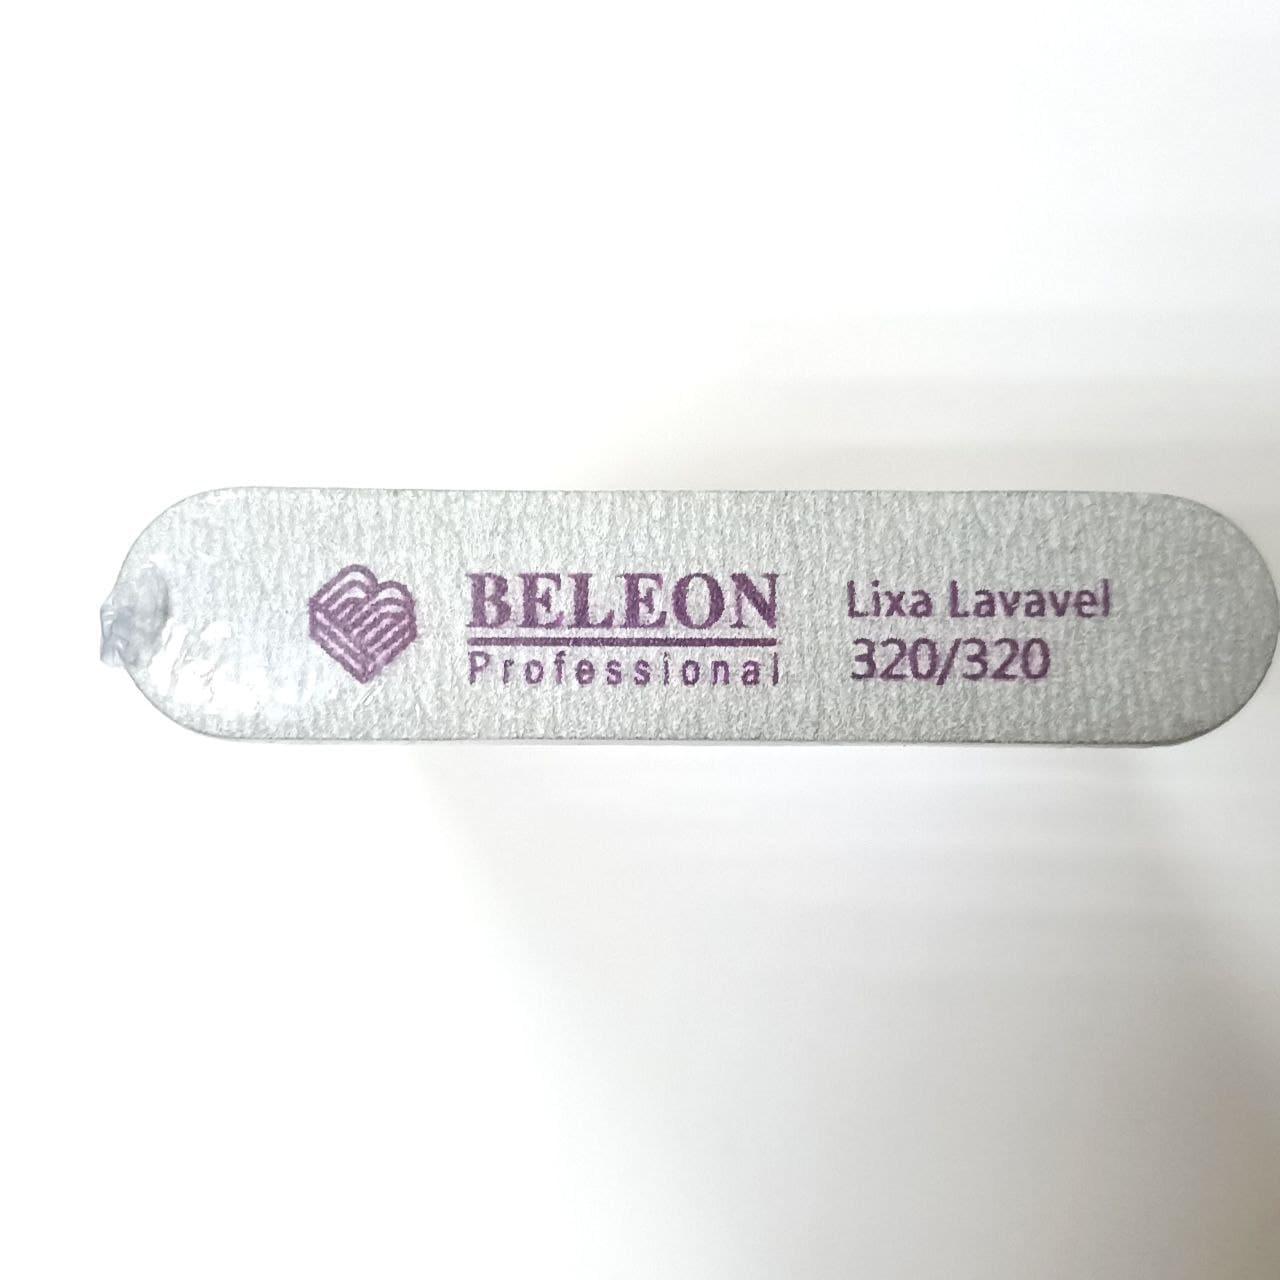 BELEON
Professional
Lixa Lavavel
320/320